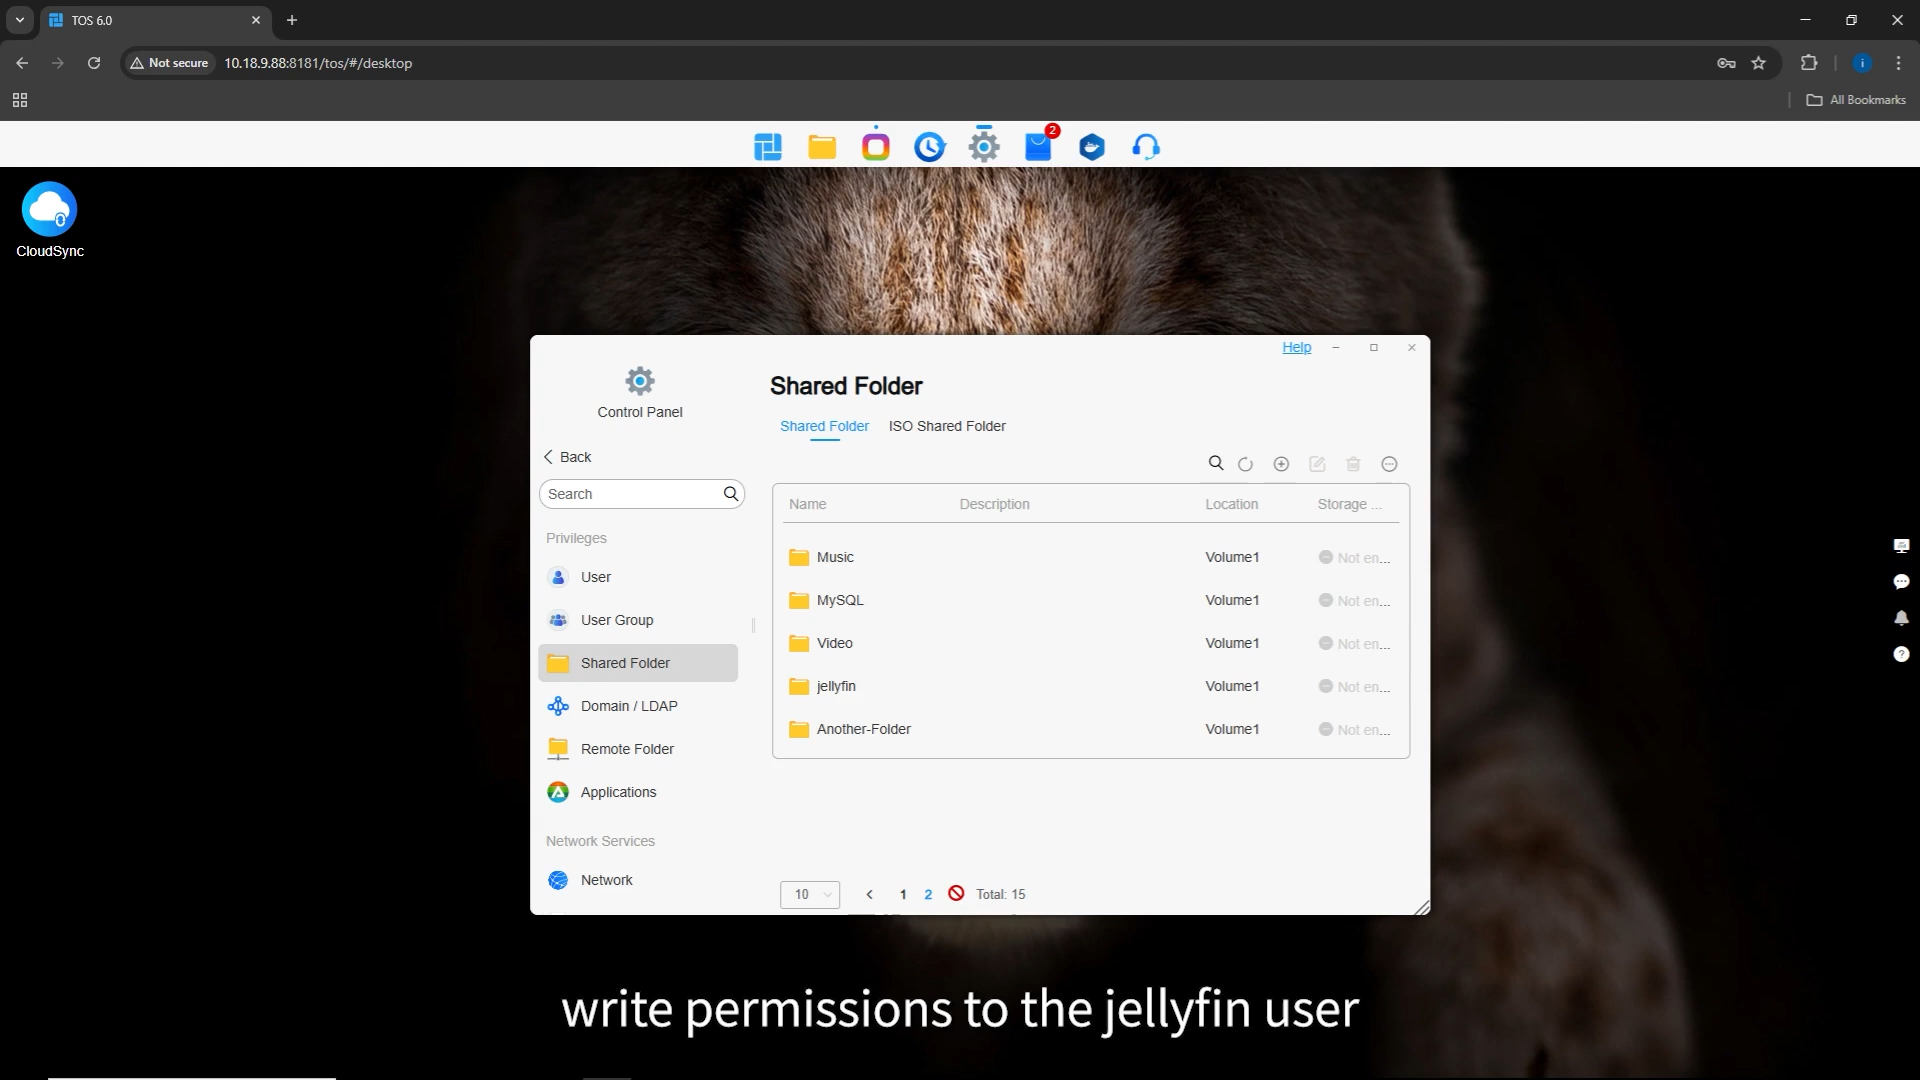 TOS 6.0
Not secure
10.18.9.88:8181/tos/#/desktop
i
All Bookmarks
2
CloudSync
Help
Control Panel
Shared Folder
Shared Folder
ISO Shared Folder
Back
Search
Name
Description
Location
Storage ...
Privileges
Music
Volume1
Not en...
User
MySQL
Volume1
Not en...
User Group
Video
Volume1
Not en...
Shared Folder
jellyfin
Volume1
Not en...
Domain / LDAP
Another-Folder
Volume1
Not en...
Remote Folder
Applications
Network Services
Network
10
1
2
Total: 15
write permissions to the jellyfin user